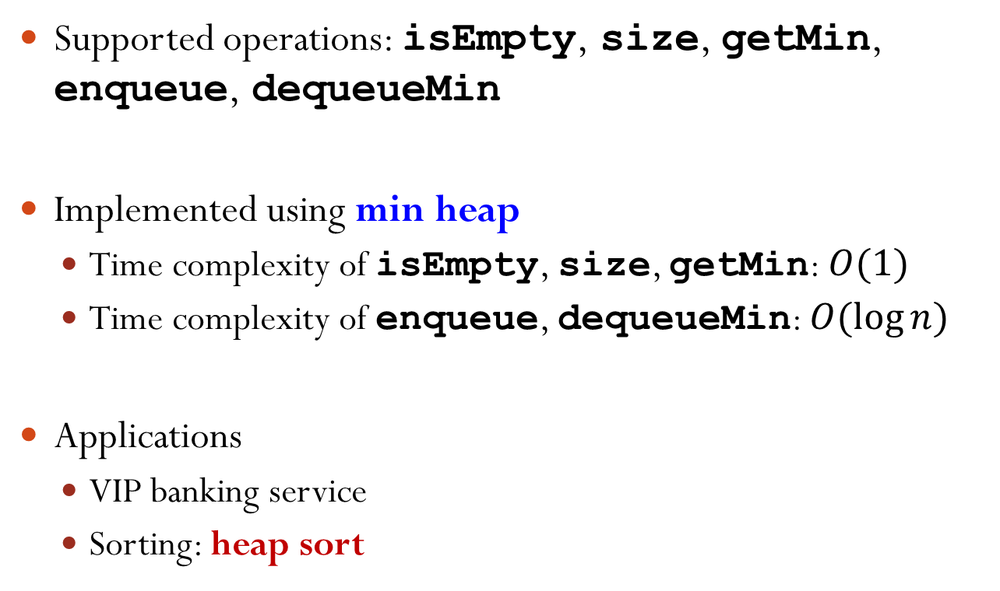 • Supported operations: isEmpty, size, getMin,
enqueue, dequeueMin
• Implemented using min heap
• Time complexity of isEmpty, size, getMin: O(1)
• Time complexity of enqueue, dequeueMin: O(log n)
• Applications
• VIP banking service
• Sorting: heap sort